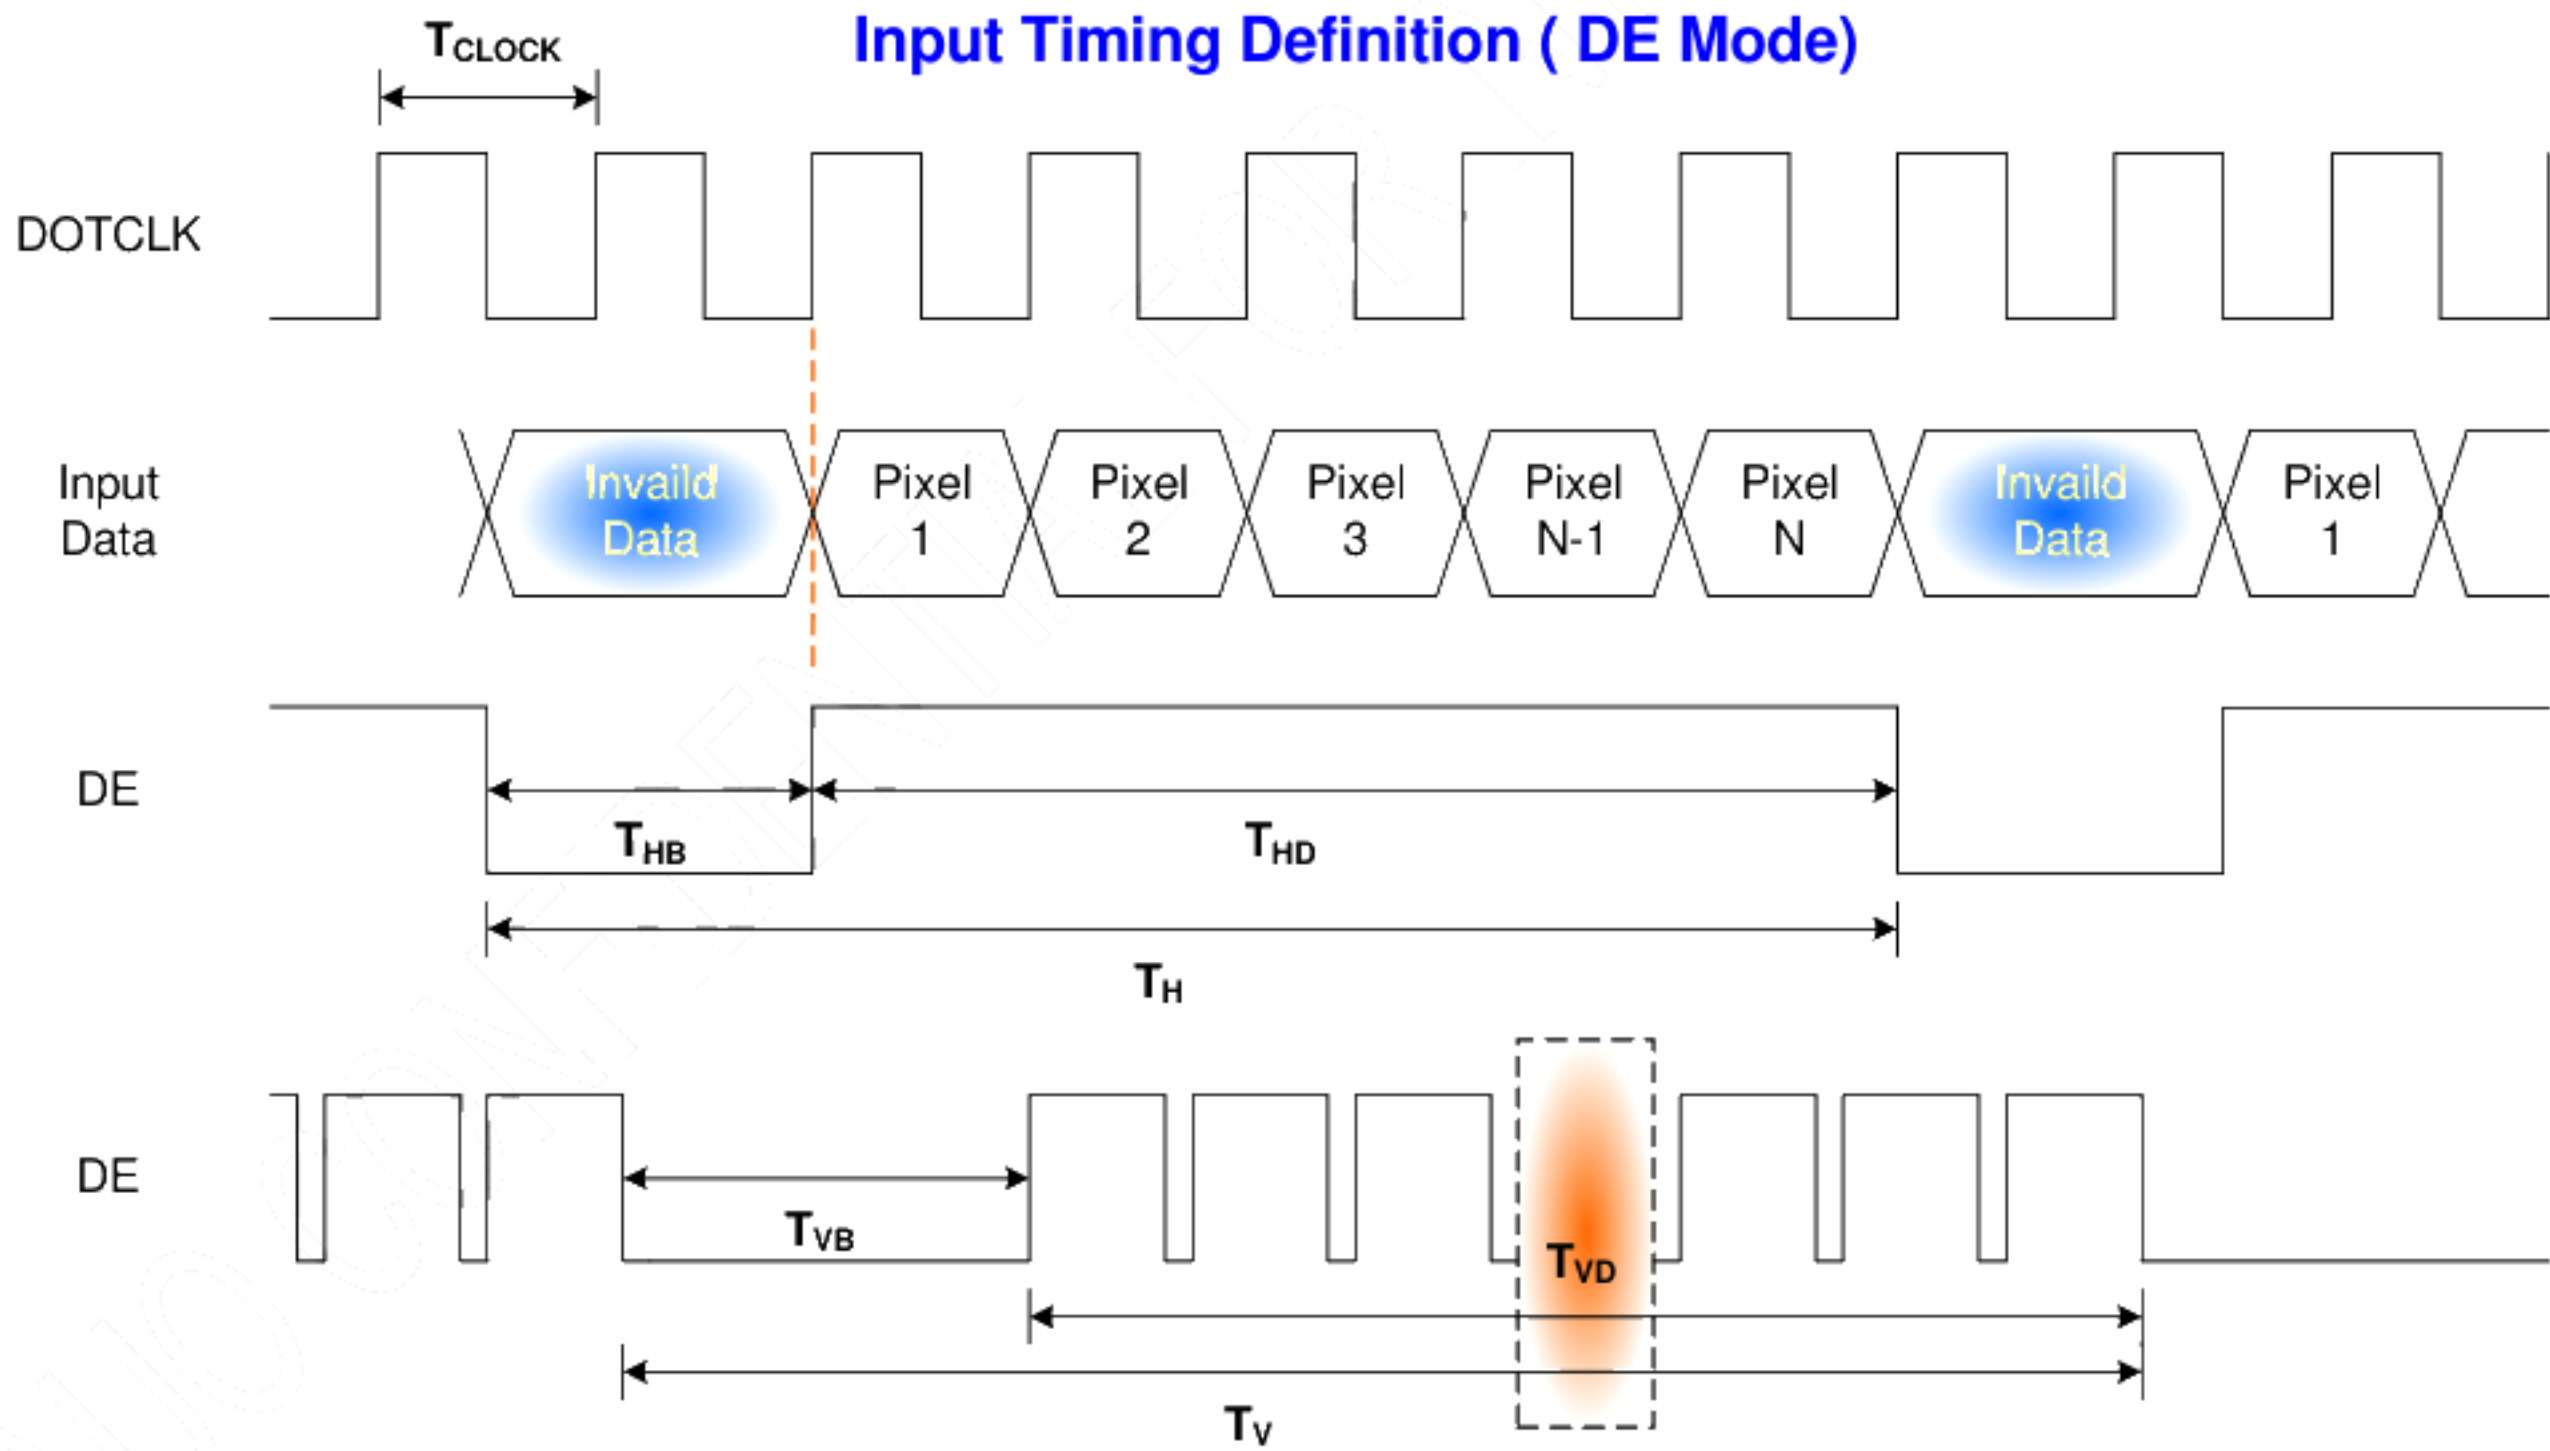 T CLOCK
Input Timing Definition ( DE Mode)
DOTCLK
Input
Data
Invaild
Data
Pixel
1
Pixel
2
Pixel
3
Pixel
N-1
Pixel
N
Invaild
Data
Pixel
1
DE
THB
THD
TH
DE
TVB
TVD
TV